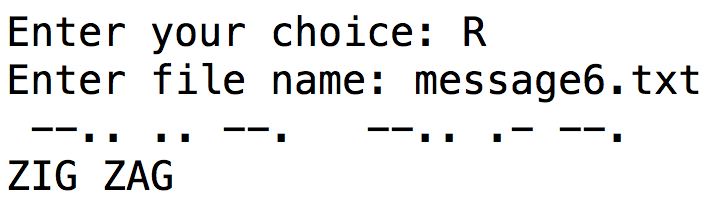 Enter your choice: R
Enter file name: message6.txt
 --.. .. --.   --.. .- --.
ZIG ZAG